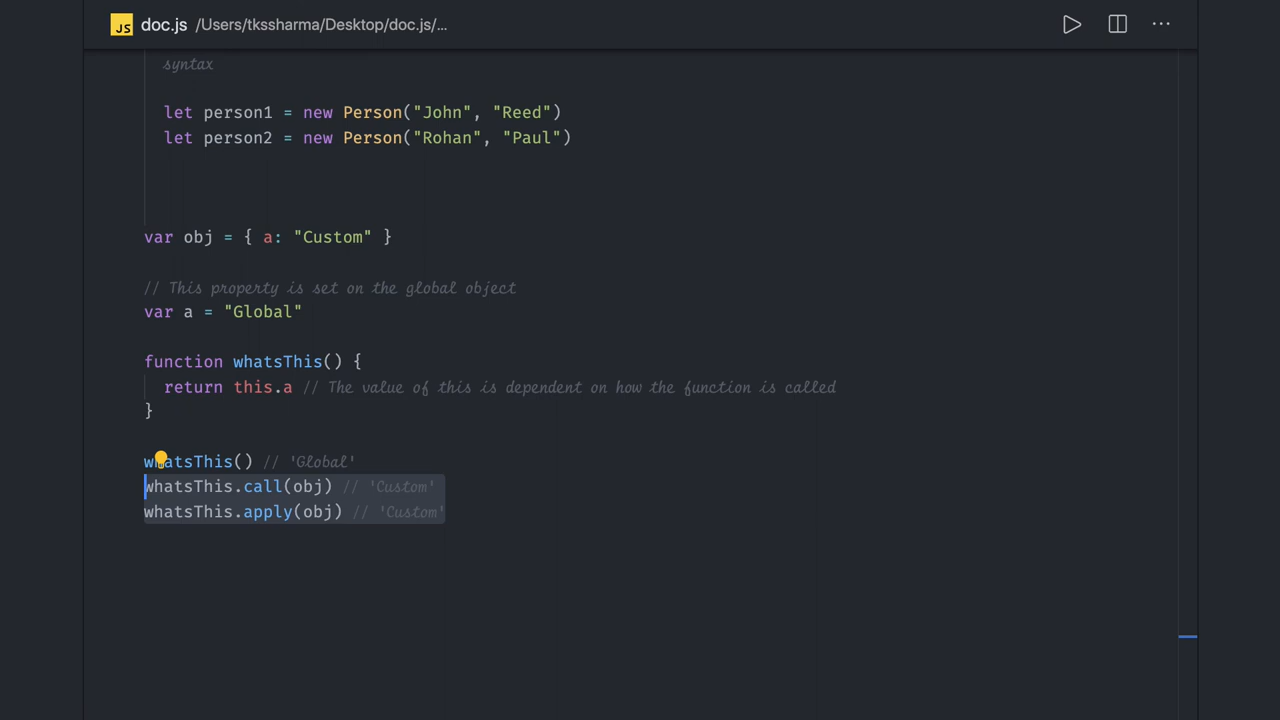 JS doc.js /Users/tkssharma/Desktop/doc.js/...
syntax
let person1 = new Person("John", "Reed")
let person2 = new Person("Rohan", "Paul")
var obj = { a: "Custom" }
// This property is set on the global object
var a = "Global"
function whatsThis() {
return this.a // The value of this is dependent on how the function is called
}
whatsThis() // 'Global'
whatsThis.call(obj) // 'Custom'
whatsThis.apply(obj) // 'Custom'